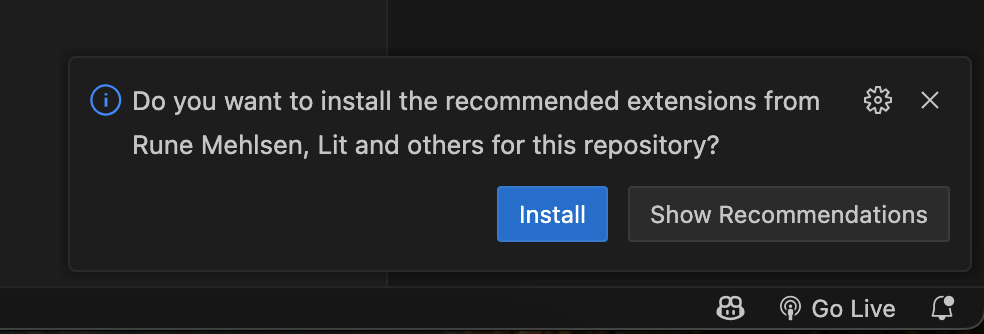 Do you want to install the recommended extensions from
Rune Mehlsen, Lit and others for this repository?
Install
Show Recommendations
Go Live